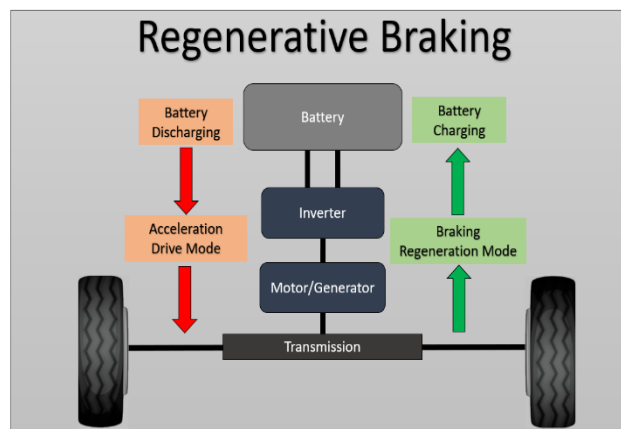 Regenerative Braking
Battery
Discharging
Battery
Battery
Charging
Inverter
Acceleration
Drive Mode
Braking
Regeneration Mode
Motor/Generator
Transmission